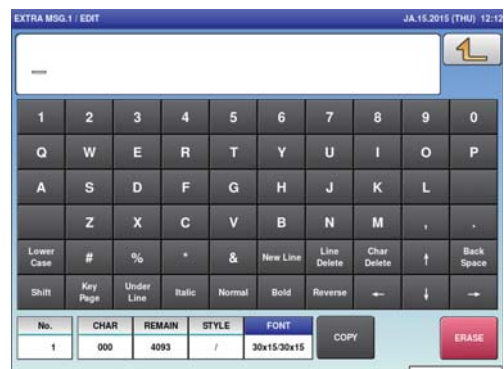 EXTRA MSG.1 / EDIT JA.15.2015 (THU) 12:12
1 2 3 4 5 6 7 8 9 0
Q W E R T Y U I O P
A S D F G H J K L
Z X C V B N M , .
Lower Case # % * & New Line Line Delete Char Delete ↑ Back Space
Shift Key Page Under Line Italic Normal Bold Reverse ← ↓ →
No. CHAR REMAIN STYLE FONT COPY ERASE
1 000 4093 / 30x15/30x15